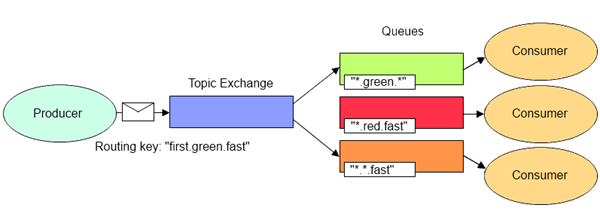 Queues
Consumer
Topic Exchange
"*.green.*"
Producer
Consumer
"*.red.fast"
Routing key: "first.green.fast"
"*.*.fast"
Consumer